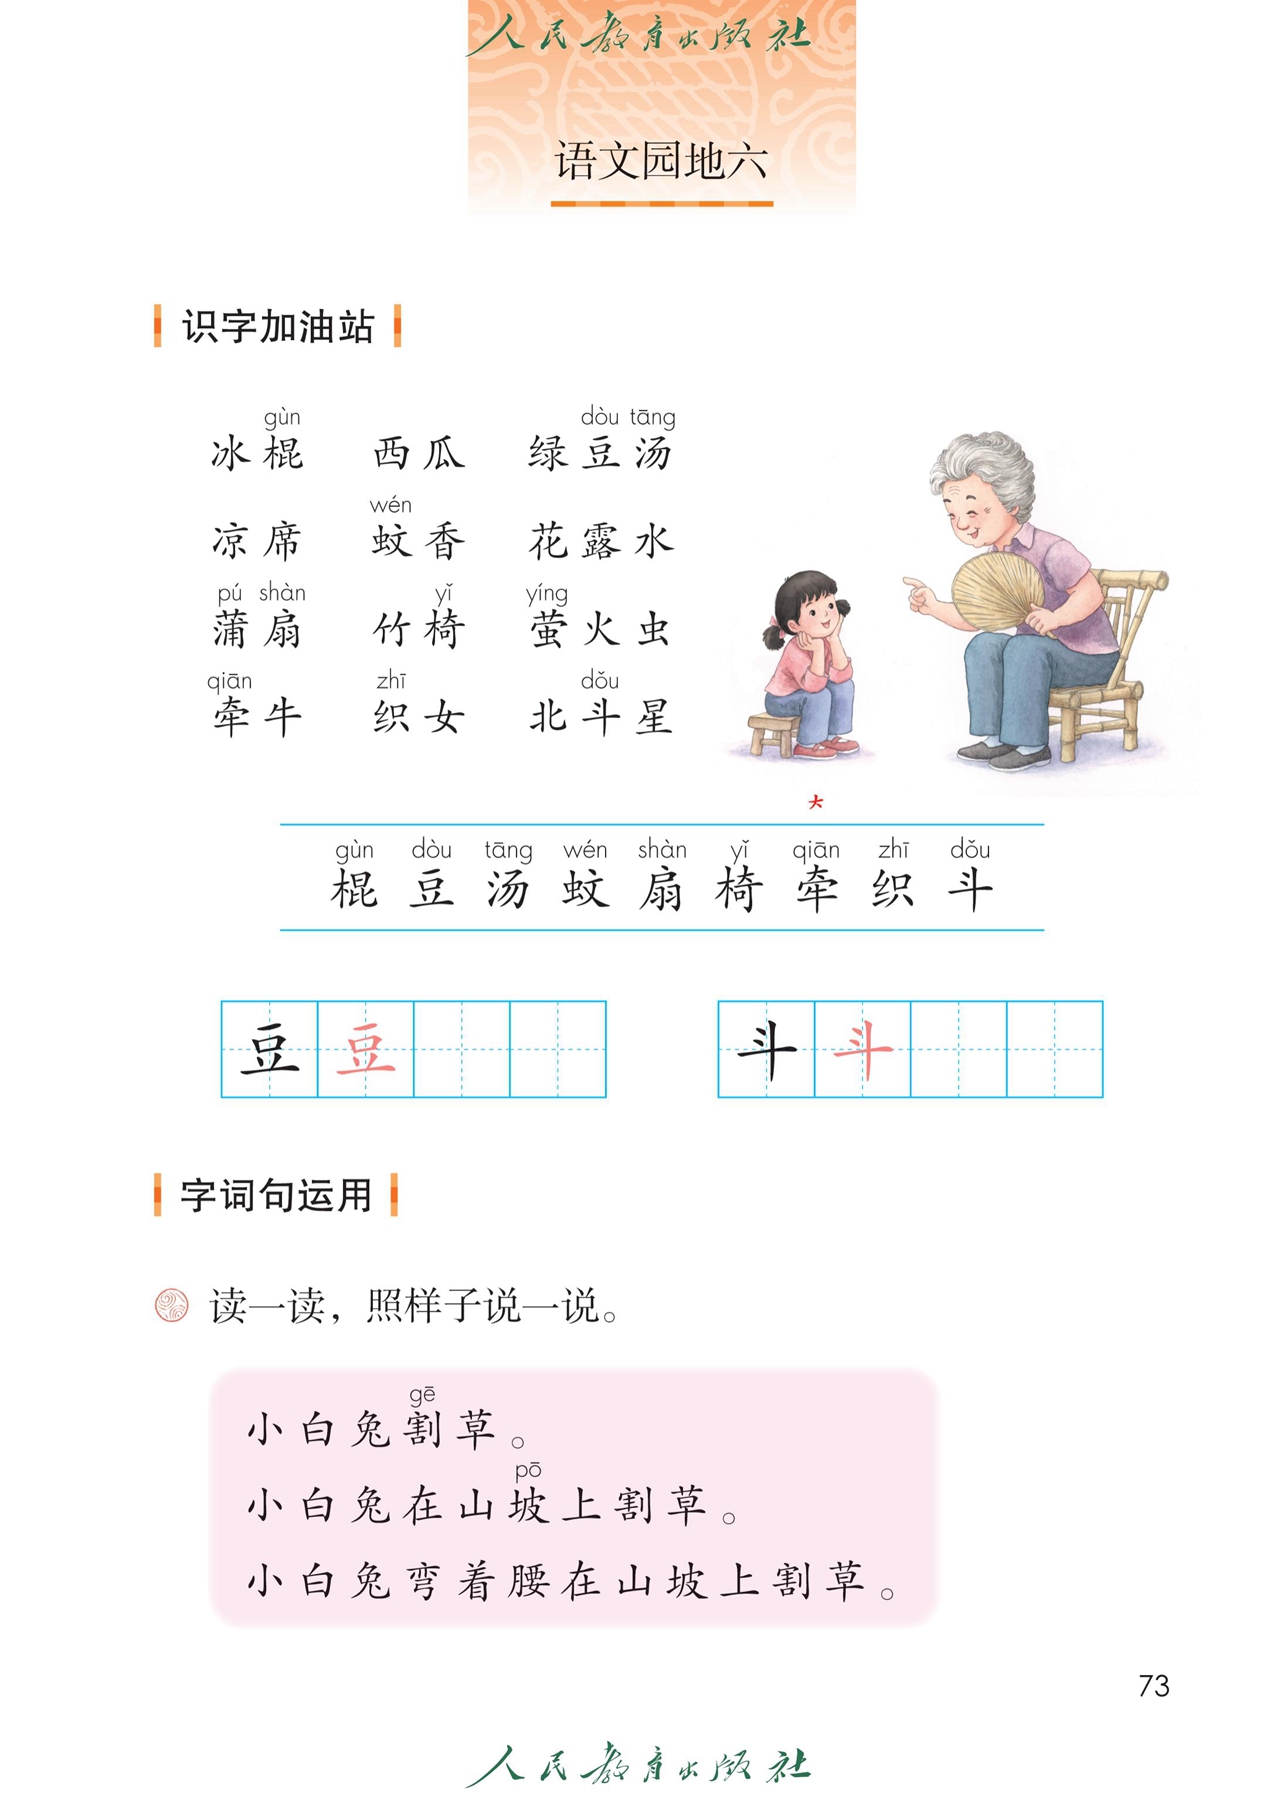 人民教育出版社
语文园地六
识字加油站
gùn dòu tāng
冰棍 西瓜 绿豆汤
wén
凉席 蚊香 花露水
pú shàn yǐ yíng
蒲扇 竹椅 萤火虫
qiān zhī dǒu
牵牛 织女 北斗星
大
gùn dòu tāng wén shàn yǐ qiān zhī dǒu
棍 豆 汤 蚊 扇 椅 牵 织 斗
豆 豆 斗 斗
字词句运用
读一读，照样子说一说。
gē
小白兔割草。
pō
小白兔在山坡上割草。
小白兔弯着腰在山坡上割草。
73
人民教育出版社